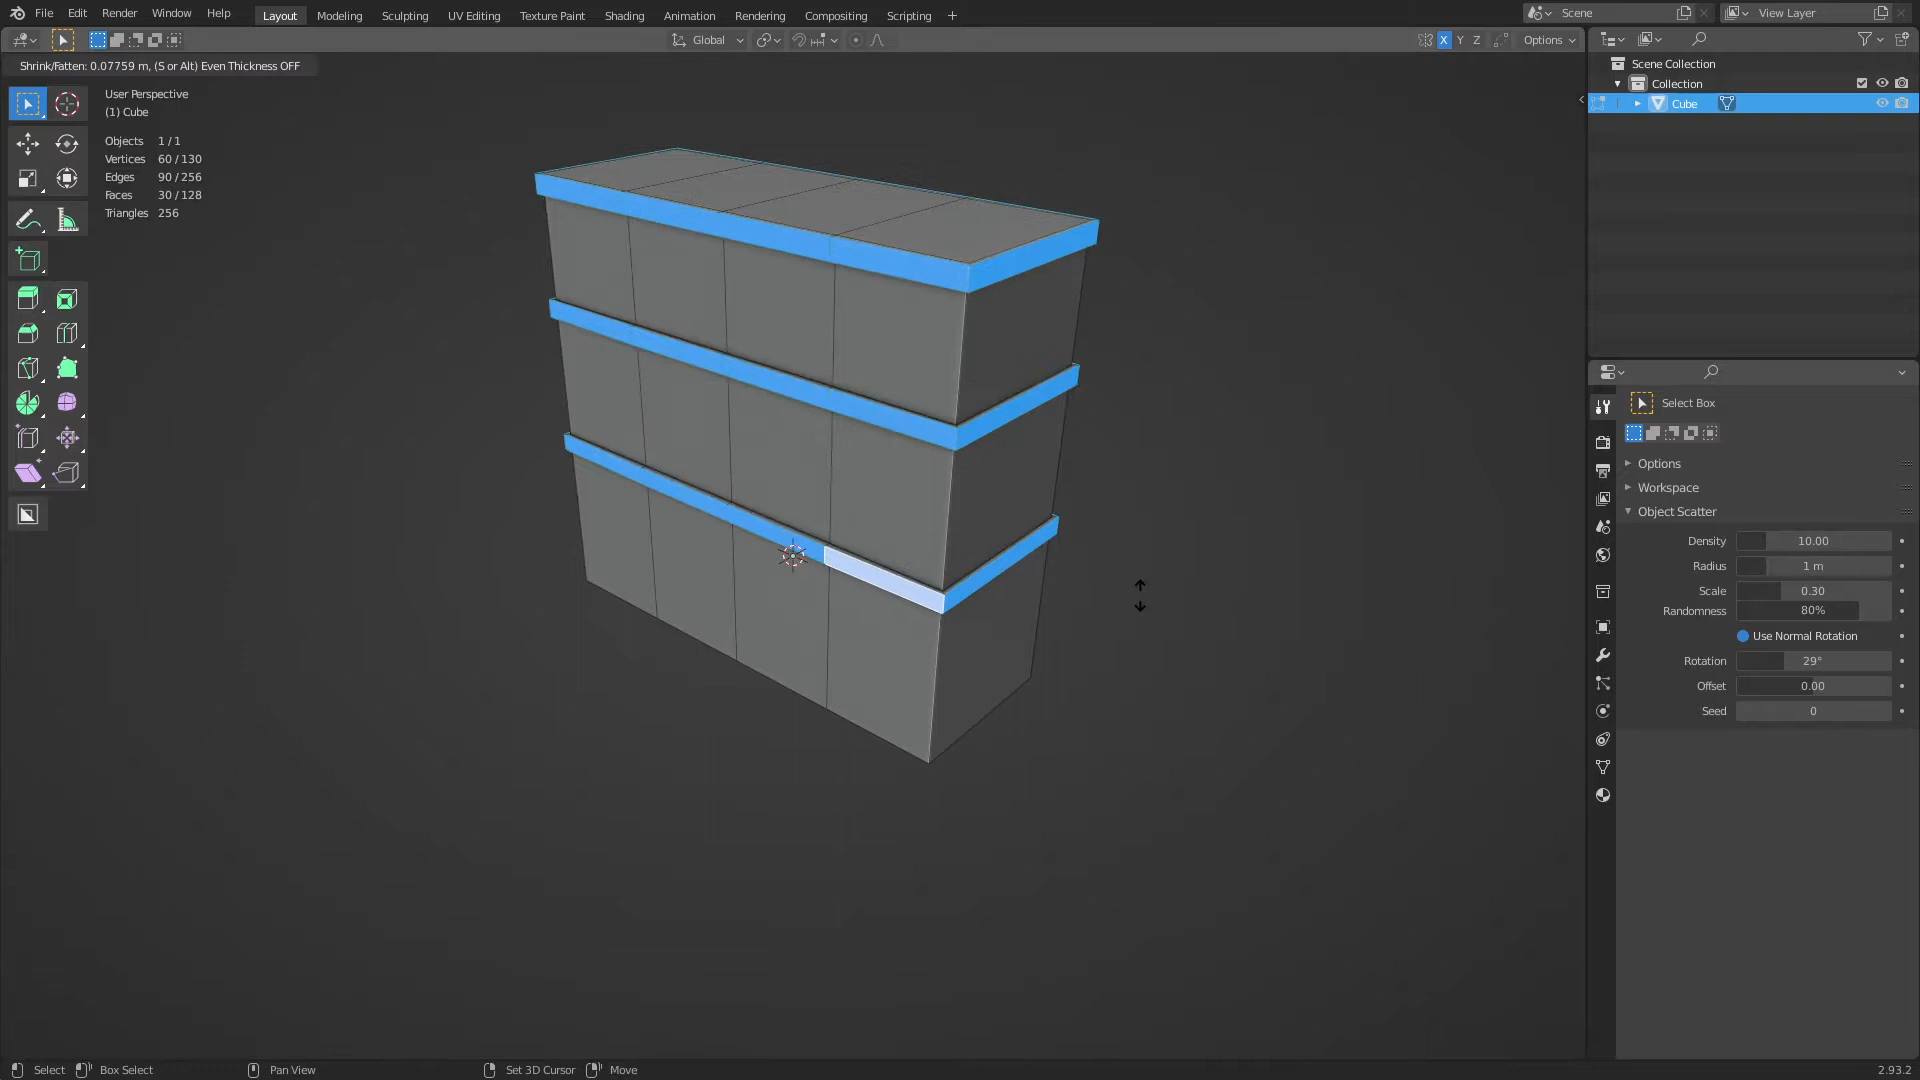 File Edit Render Window Help Layout Modeling Sculpting UV Editing Texture Paint Shading Animation Rendering Compositing Scripting + Scene View Layer
Global X Y Z Options
Shrink/Fatten: 0.07759 m, (S or Alt) Even Thickness OFF
Scene Collection
Collection
Cube
User Perspective
(1) Cube
Objects 1 / 1
Vertices 60 / 130
Edges 90 / 256
Faces 30 / 128
Triangles 256
Select Box
Options
Workspace
Object Scatter
Density 10.00
Radius 1 m
Scale 0.30
Randomness 80%
Use Normal Rotation
Rotation 29°
Offset 0.00
Seed 0
Select Box Select Pan View Set 3D Cursor Move 2.93.2